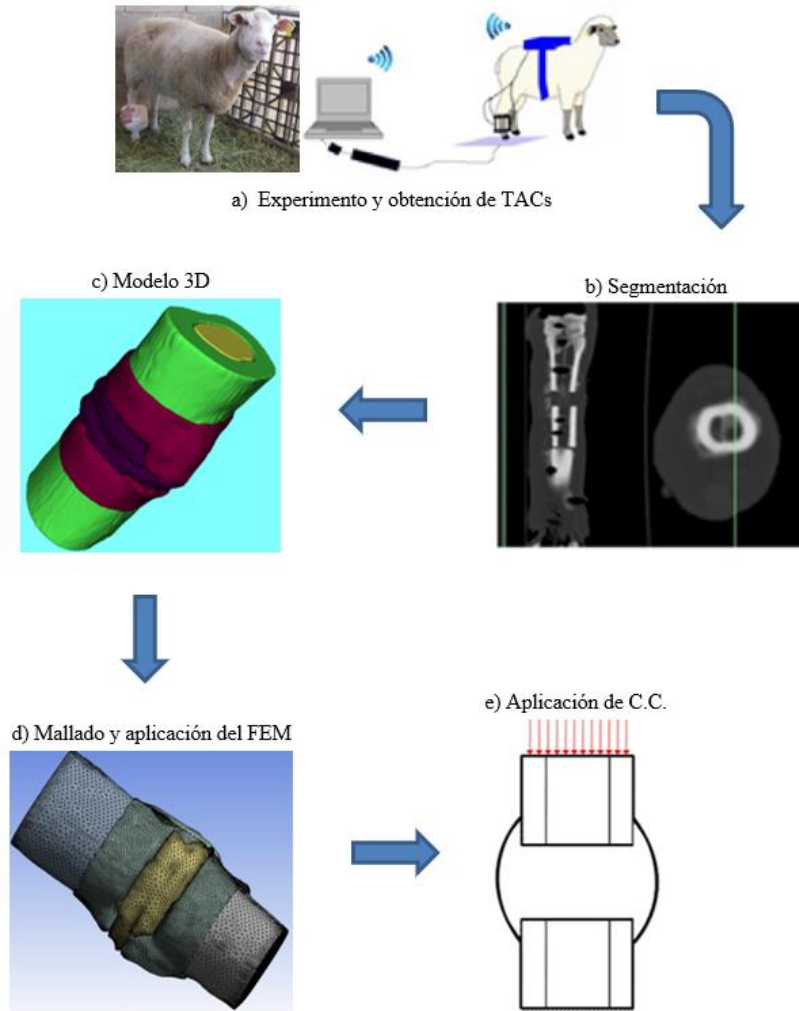 a) Experimento y obtención de TACs
b) Segmentación
c) Modelo 3D
d) Mallado y aplicación del FEM
e) Aplicación de C.C.